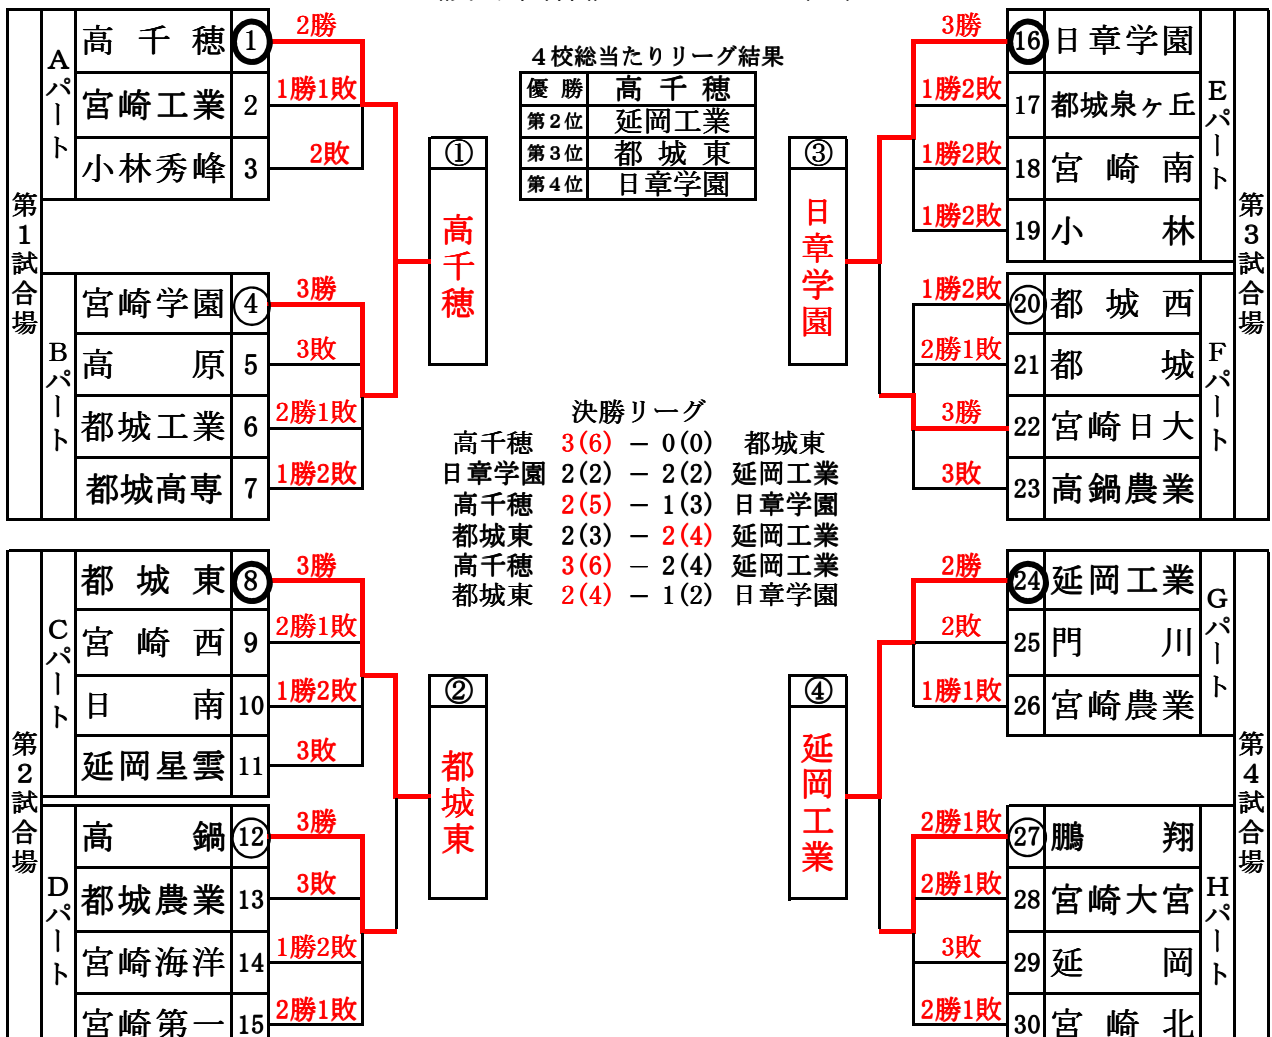 第1試合場
Aパート
高千穂 ① 2勝
宮崎工業 2 1勝1敗
小林秀峰 3 2敗
Bパート
宮崎学園 ④ 3勝
高原 5 3敗
都城工業 6 2勝1敗
都城高専 7 1勝2敗
①
高千穂
第2試合場
Cパート
都城東 ⑧ 3勝
宮崎西 9 2勝1敗
日南 10 1勝2敗
延岡星雲 11 3敗
Dパート
高鍋 ⑫ 3勝
都城農業 13 3敗
宮崎海洋 14 1勝2敗
宮崎第一 15 2勝1敗
②
都城東
4校総当たりリーグ結果
優勝 高千穂
第2位 延岡工業
第3位 都城東
第4位 日章学園
決勝リーグ
高千穂 3(6) － 0(0) 都城東
日章学園 2(2) － 2(2) 延岡工業
高千穂 2(5) － 1(3) 日章学園
都城東 2(3) － 2(4) 延岡工業
高千穂 3(6) － 2(4) 延岡工業
都城東 2(4) － 1(2) 日章学園
③
日章学園
第3試合場
Eパート
3勝 ⑯ 日章学園
1勝2敗 17 都城泉ヶ丘
1勝2敗 18 宮崎南
1勝2敗 19 小林
Fパート
1勝2敗 ⑳ 都城西
2勝1敗 21 都城
3勝 22 宮崎日大
3敗 23 高鍋農業
④
延岡工業
第4試合場
Gパート
2勝 ㉔ 延岡工業
2敗 25 門川
1勝1敗 26 宮崎農業
Hパート
2勝1敗 ㉗ 鵬翔
2勝1敗 28 宮崎大宮
3敗 29 延岡
2勝1敗 30 宮崎北